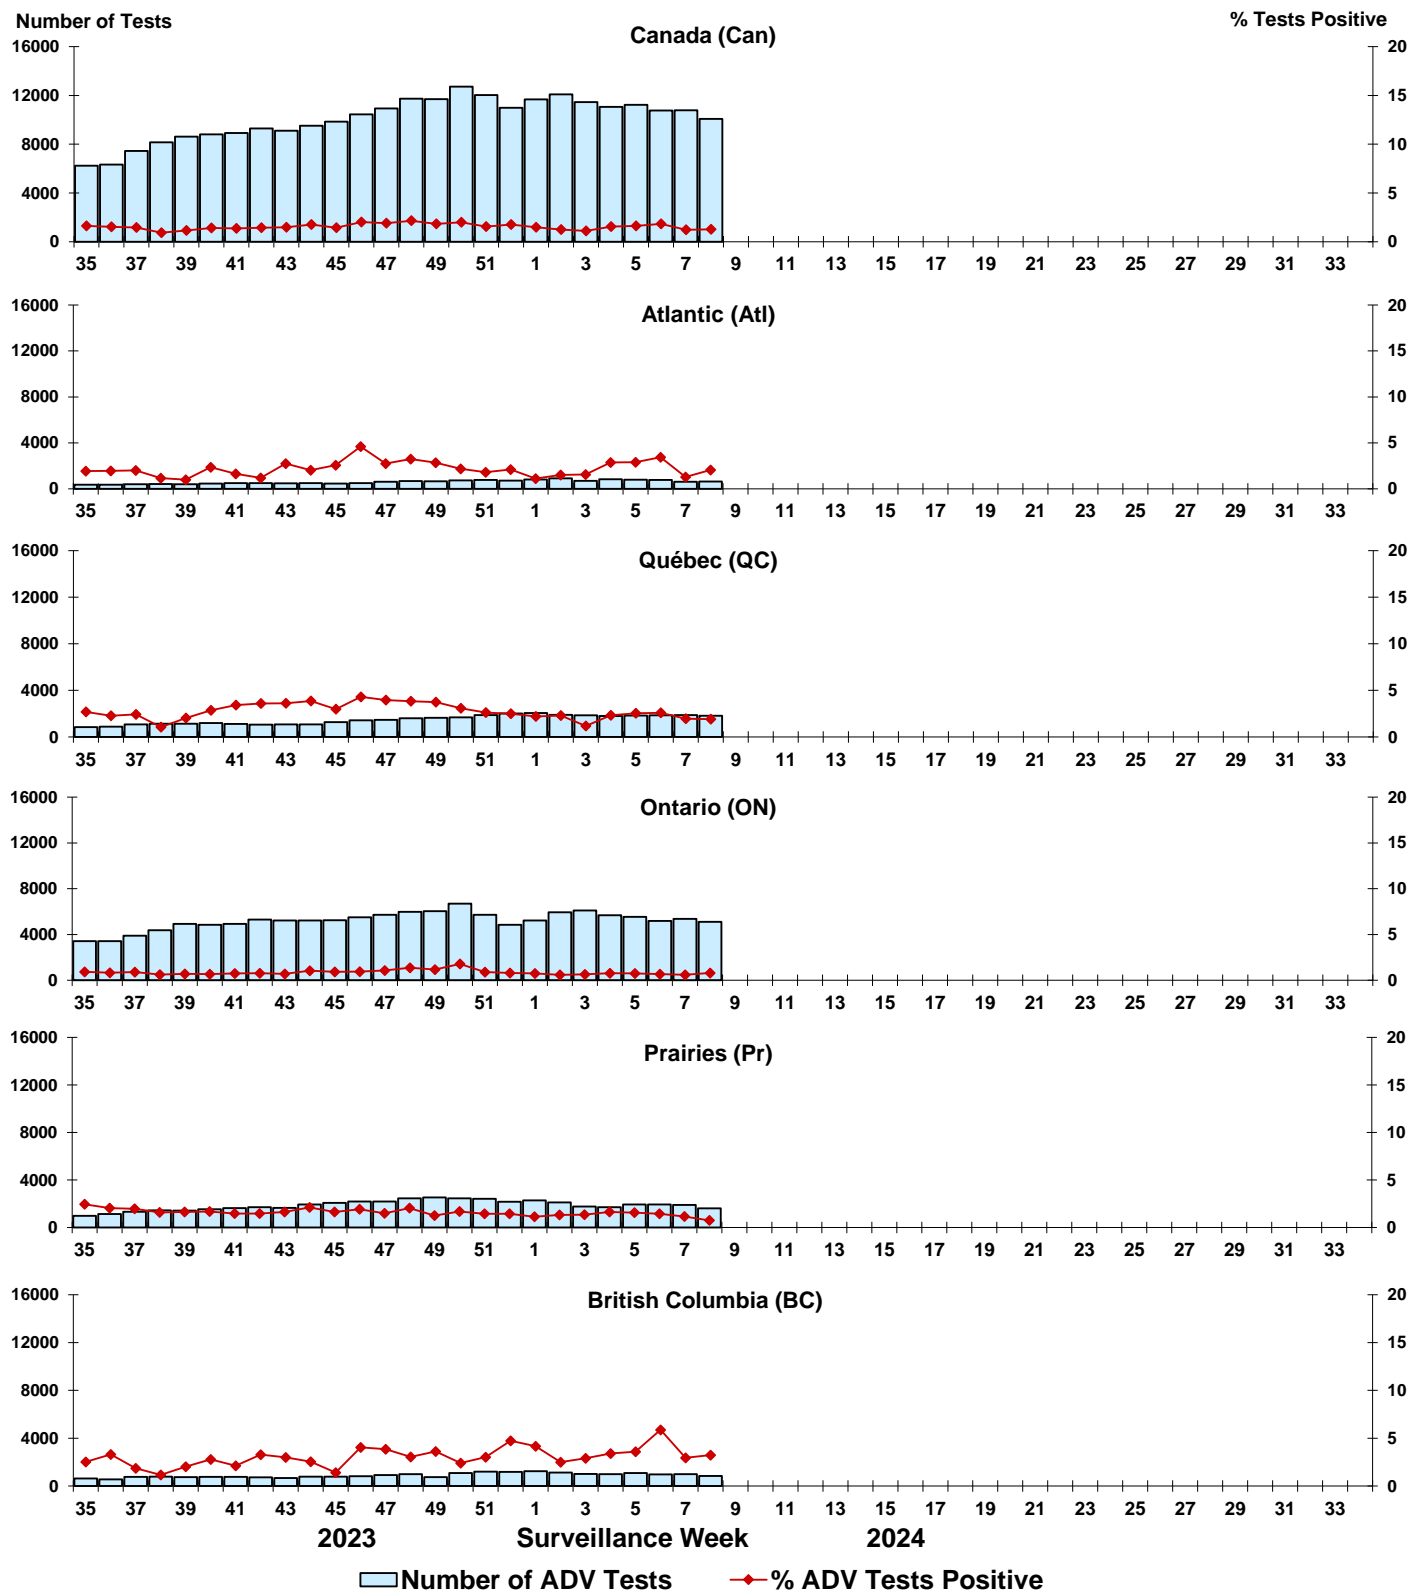 Number of Tests % Tests Positive
Canada (Can)
16000 20
12000 15
8000 10
4000 5
0 0
35 37 39 41 43 45 47 49 51 1 3 5 7 9 11 13 15 17 19 21 23 25 27 29 31 33
Atlantic (Atl)
16000 20
12000 15
8000 10
4000 5
0 0
35 37 39 41 43 45 47 49 51 1 3 5 7 9 11 13 15 17 19 21 23 25 27 29 31 33
Québec (QC)
16000 20
12000 15
8000 10
4000 5
0 0
35 37 39 41 43 45 47 49 51 1 3 5 7 9 11 13 15 17 19 21 23 25 27 29 31 33
Ontario (ON)
16000 20
12000 15
8000 10
4000 5
0 0
35 37 39 41 43 45 47 49 51 1 3 5 7 9 11 13 15 17 19 21 23 25 27 29 31 33
Prairies (Pr)
16000 20
12000 15
8000 10
4000 5
0 0
35 37 39 41 43 45 47 49 51 1 3 5 7 9 11 13 15 17 19 21 23 25 27 29 31 33
British Columbia (BC)
16000 20
12000 15
8000 10
4000 5
0 0
35 37 39 41 43 45 47 49 51 1 3 5 7 9 11 13 15 17 19 21 23 25 27 29 31 33
2023 Surveillance Week 2024
Number of ADV Tests % ADV Tests Positive